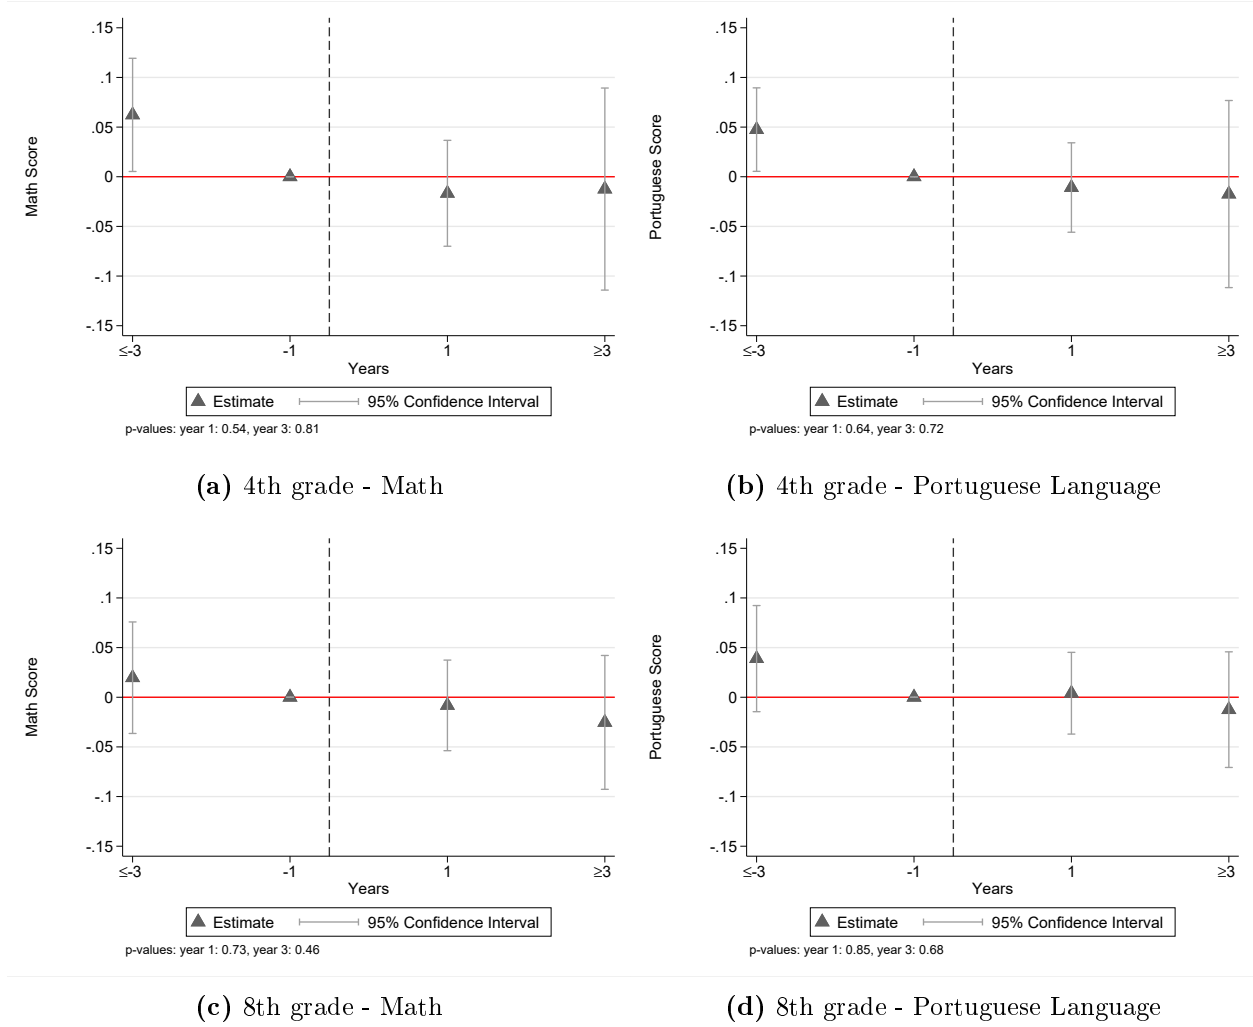 .15
.1
.05
0
-.05
-.1
-.15
Math Score
≤-3
-1
1
≥3
Years
Estimate
95% Confidence Interval
p-values: year 1: 0.54, year 3: 0.81
(a) 4th grade - Math
.15
.1
.05
0
-.05
-.1
-.15
Portuguese Score
≤-3
-1
1
≥3
Years
Estimate
95% Confidence Interval
p-values: year 1: 0.64, year 3: 0.72
(b) 4th grade - Portuguese Language
.15
.1
.05
0
-.05
-.1
-.15
Math Score
≤-3
-1
1
≥3
Years
Estimate
95% Confidence Interval
p-values: year 1: 0.73, year 3: 0.46
(c) 8th grade - Math
.15
.1
.05
0
-.05
-.1
-.15
Portuguese Score
≤-3
-1
1
≥3
Years
Estimate
95% Confidence Interval
p-values: year 1: 0.85, year 3: 0.68
(d) 8th grade - Portuguese Language